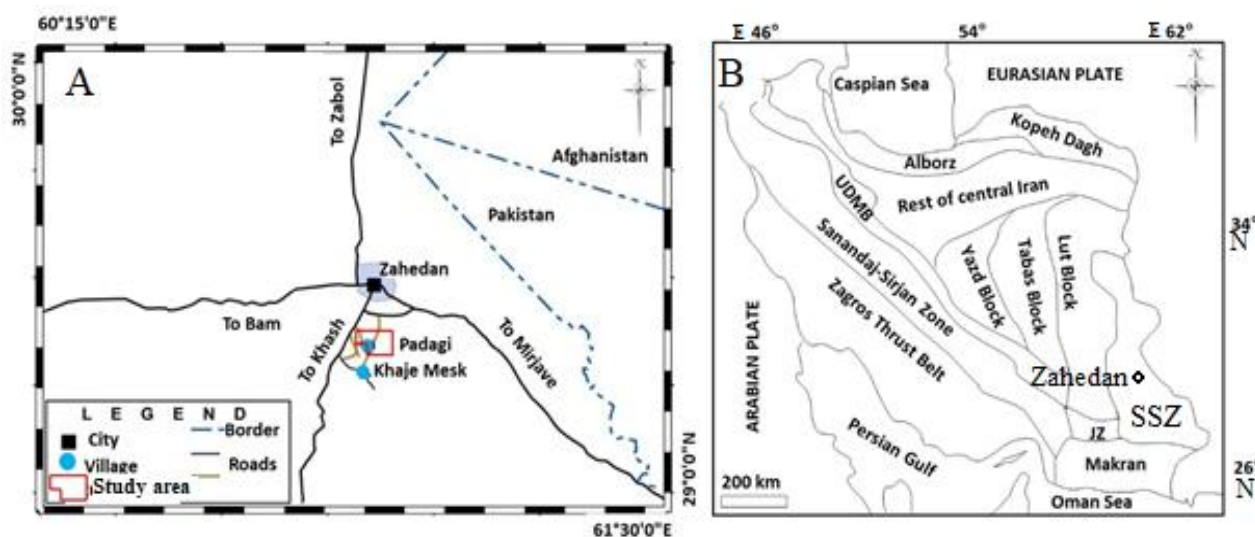 60°15'0"E
A
30°0'0"N
N
To Zabol
Afghanistan
Pakistan
Zahedan
To Bam
To Khash
Padagi
To Mirjave
Khaje Mesk
L E G E N D
City
Border
Village
Roads
Study area
29°0'0"N
61°30'0"E
E 46°
54°
E 62°
B
Caspian Sea
EURASIAN PLATE
N
Kopeh Dagh
Alborz
UDMB
Rest of central Iran
34°
N
Sanandaj-Sirjan Zone
Yazd Block
Tabas Block
Lut Block
Zagros Thrust Belt
ARABIAN PLATE
Zahedan
SSZ
Persian Gulf
JZ
Makran
26°
N
200 km
Oman Sea